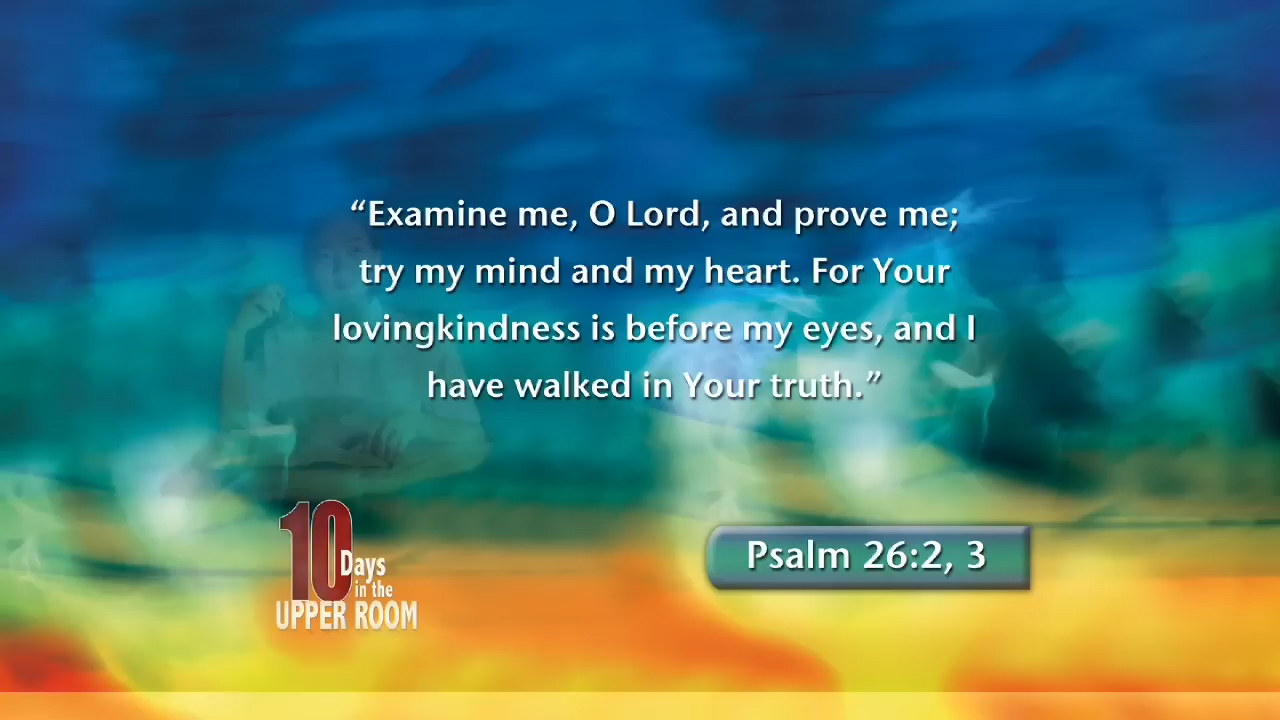 “Examine me, O Lord, and prove me;
try my mind and my heart. For Your
lovingkindness is before my eyes, and I
have walked in Your truth.”
10 Days
in the
UPPER ROOM
Psalm 26:2, 3